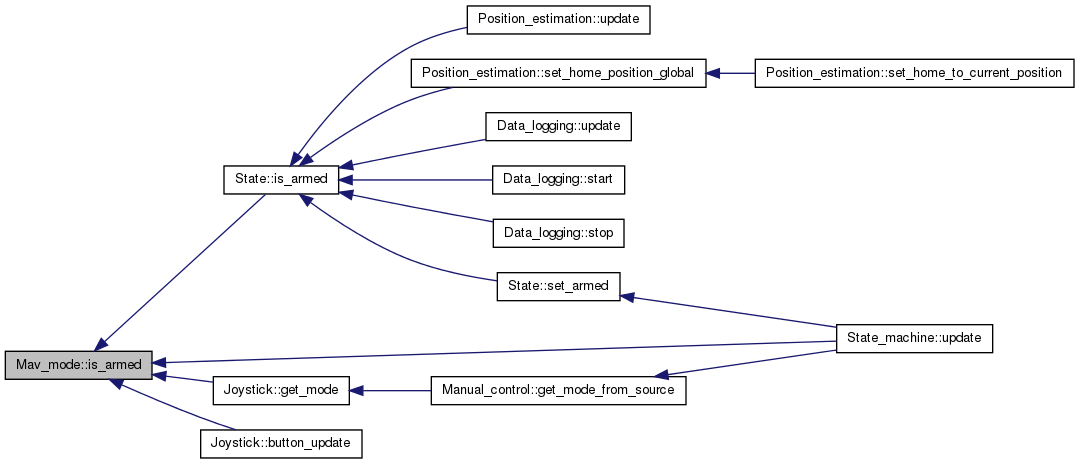 Position_estimation::update
Position_estimation::set_home_position_global
Position_estimation::set_home_to_current_position
Data_logging::update
State::is_armed
Data_logging::start
Data_logging::stop
State::set_armed
State_machine::update
Mav_mode::is_armed
Joystick::get_mode
Manual_control::get_mode_from_source
Joystick::button_update